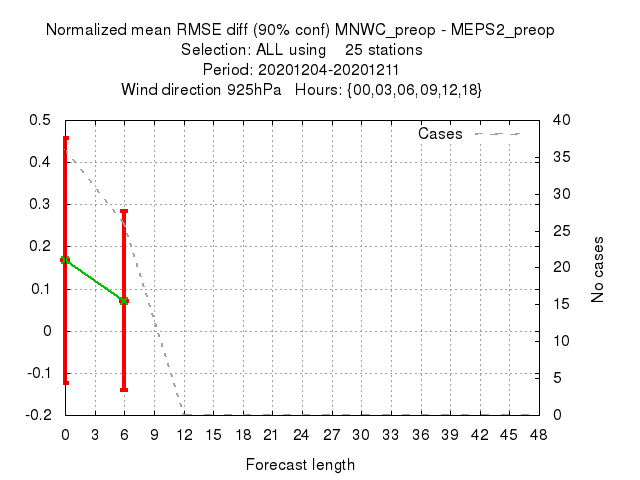 Normalized mean RMSE diff (90% conf) MNWC_preop - MEPS2_preop
Selection: ALL using    25 stations
Period: 20201204-20201211
Wind direction 925hPa   Hours: {00,03,06,09,12,18}
Cases
0.5
0.4
0.3
0.2
0.1
0
-0.1
-0.2
40
35
30
25
20
15
10
5
0
No cases
0 3 6 9 12 15 18 21 24 27 30 33 36 39 42 45 48
Forecast length